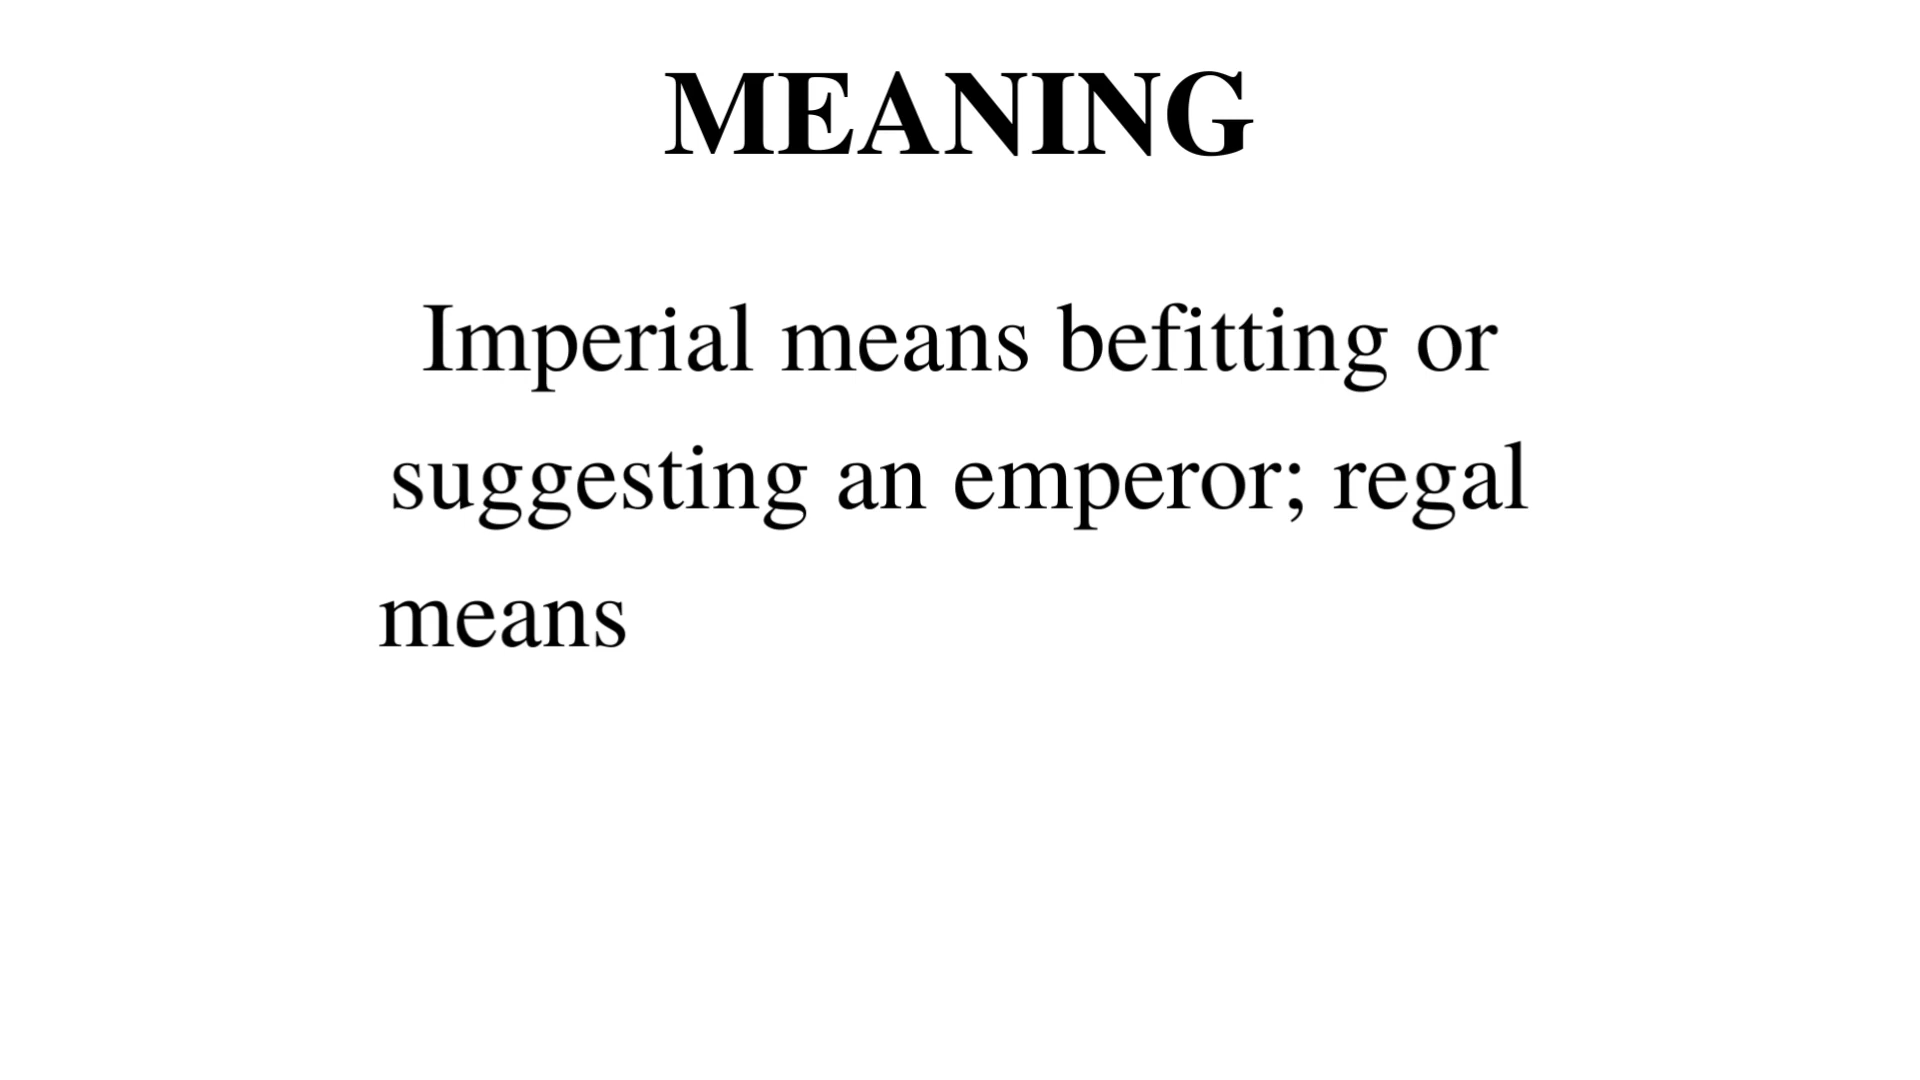 MEANING
Imperial means befitting or
suggesting an emperor; regal
means